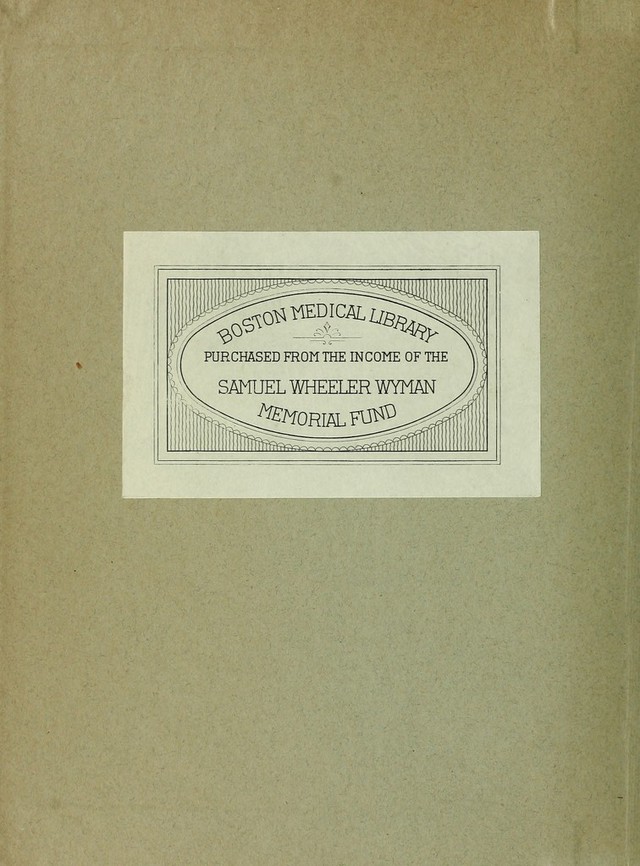 BOSTON MEDICAL LIBRARY
PURCHASED FROM THE INCOME OF THE
SAMUEL WHEELER WYMAN
MEMORIAL FUND